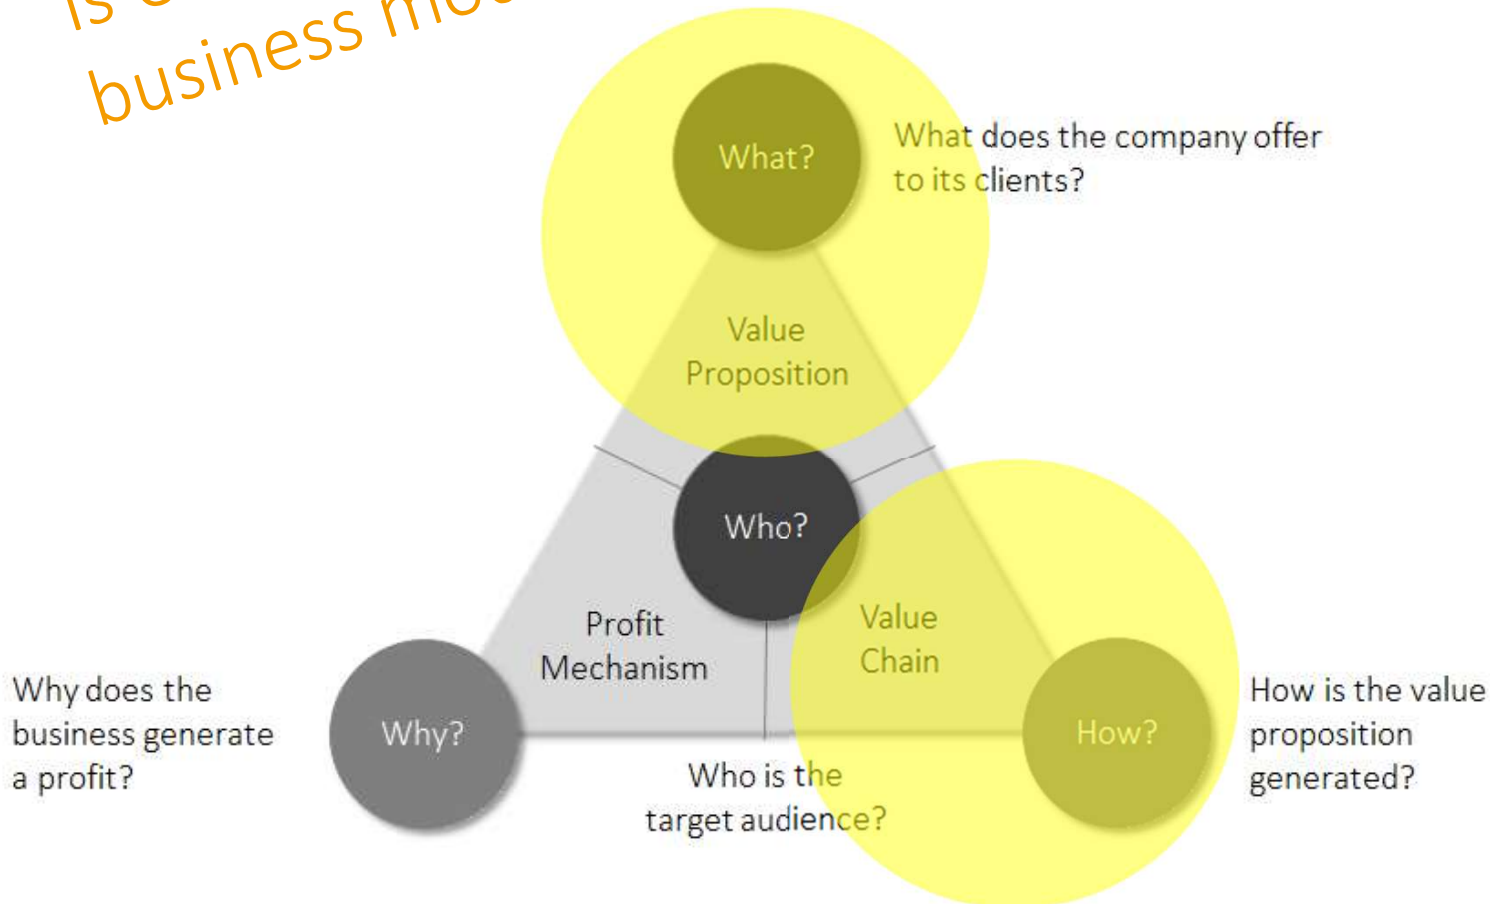 is
business
What?
What does the company offer
to its clients?
Value
Proposition
Who?
Profit
Mechanism
Value
Chain
Why does the
business generate
a profit?
Why?
How?
How is the value
proposition
generated?
Who is the
target audience?